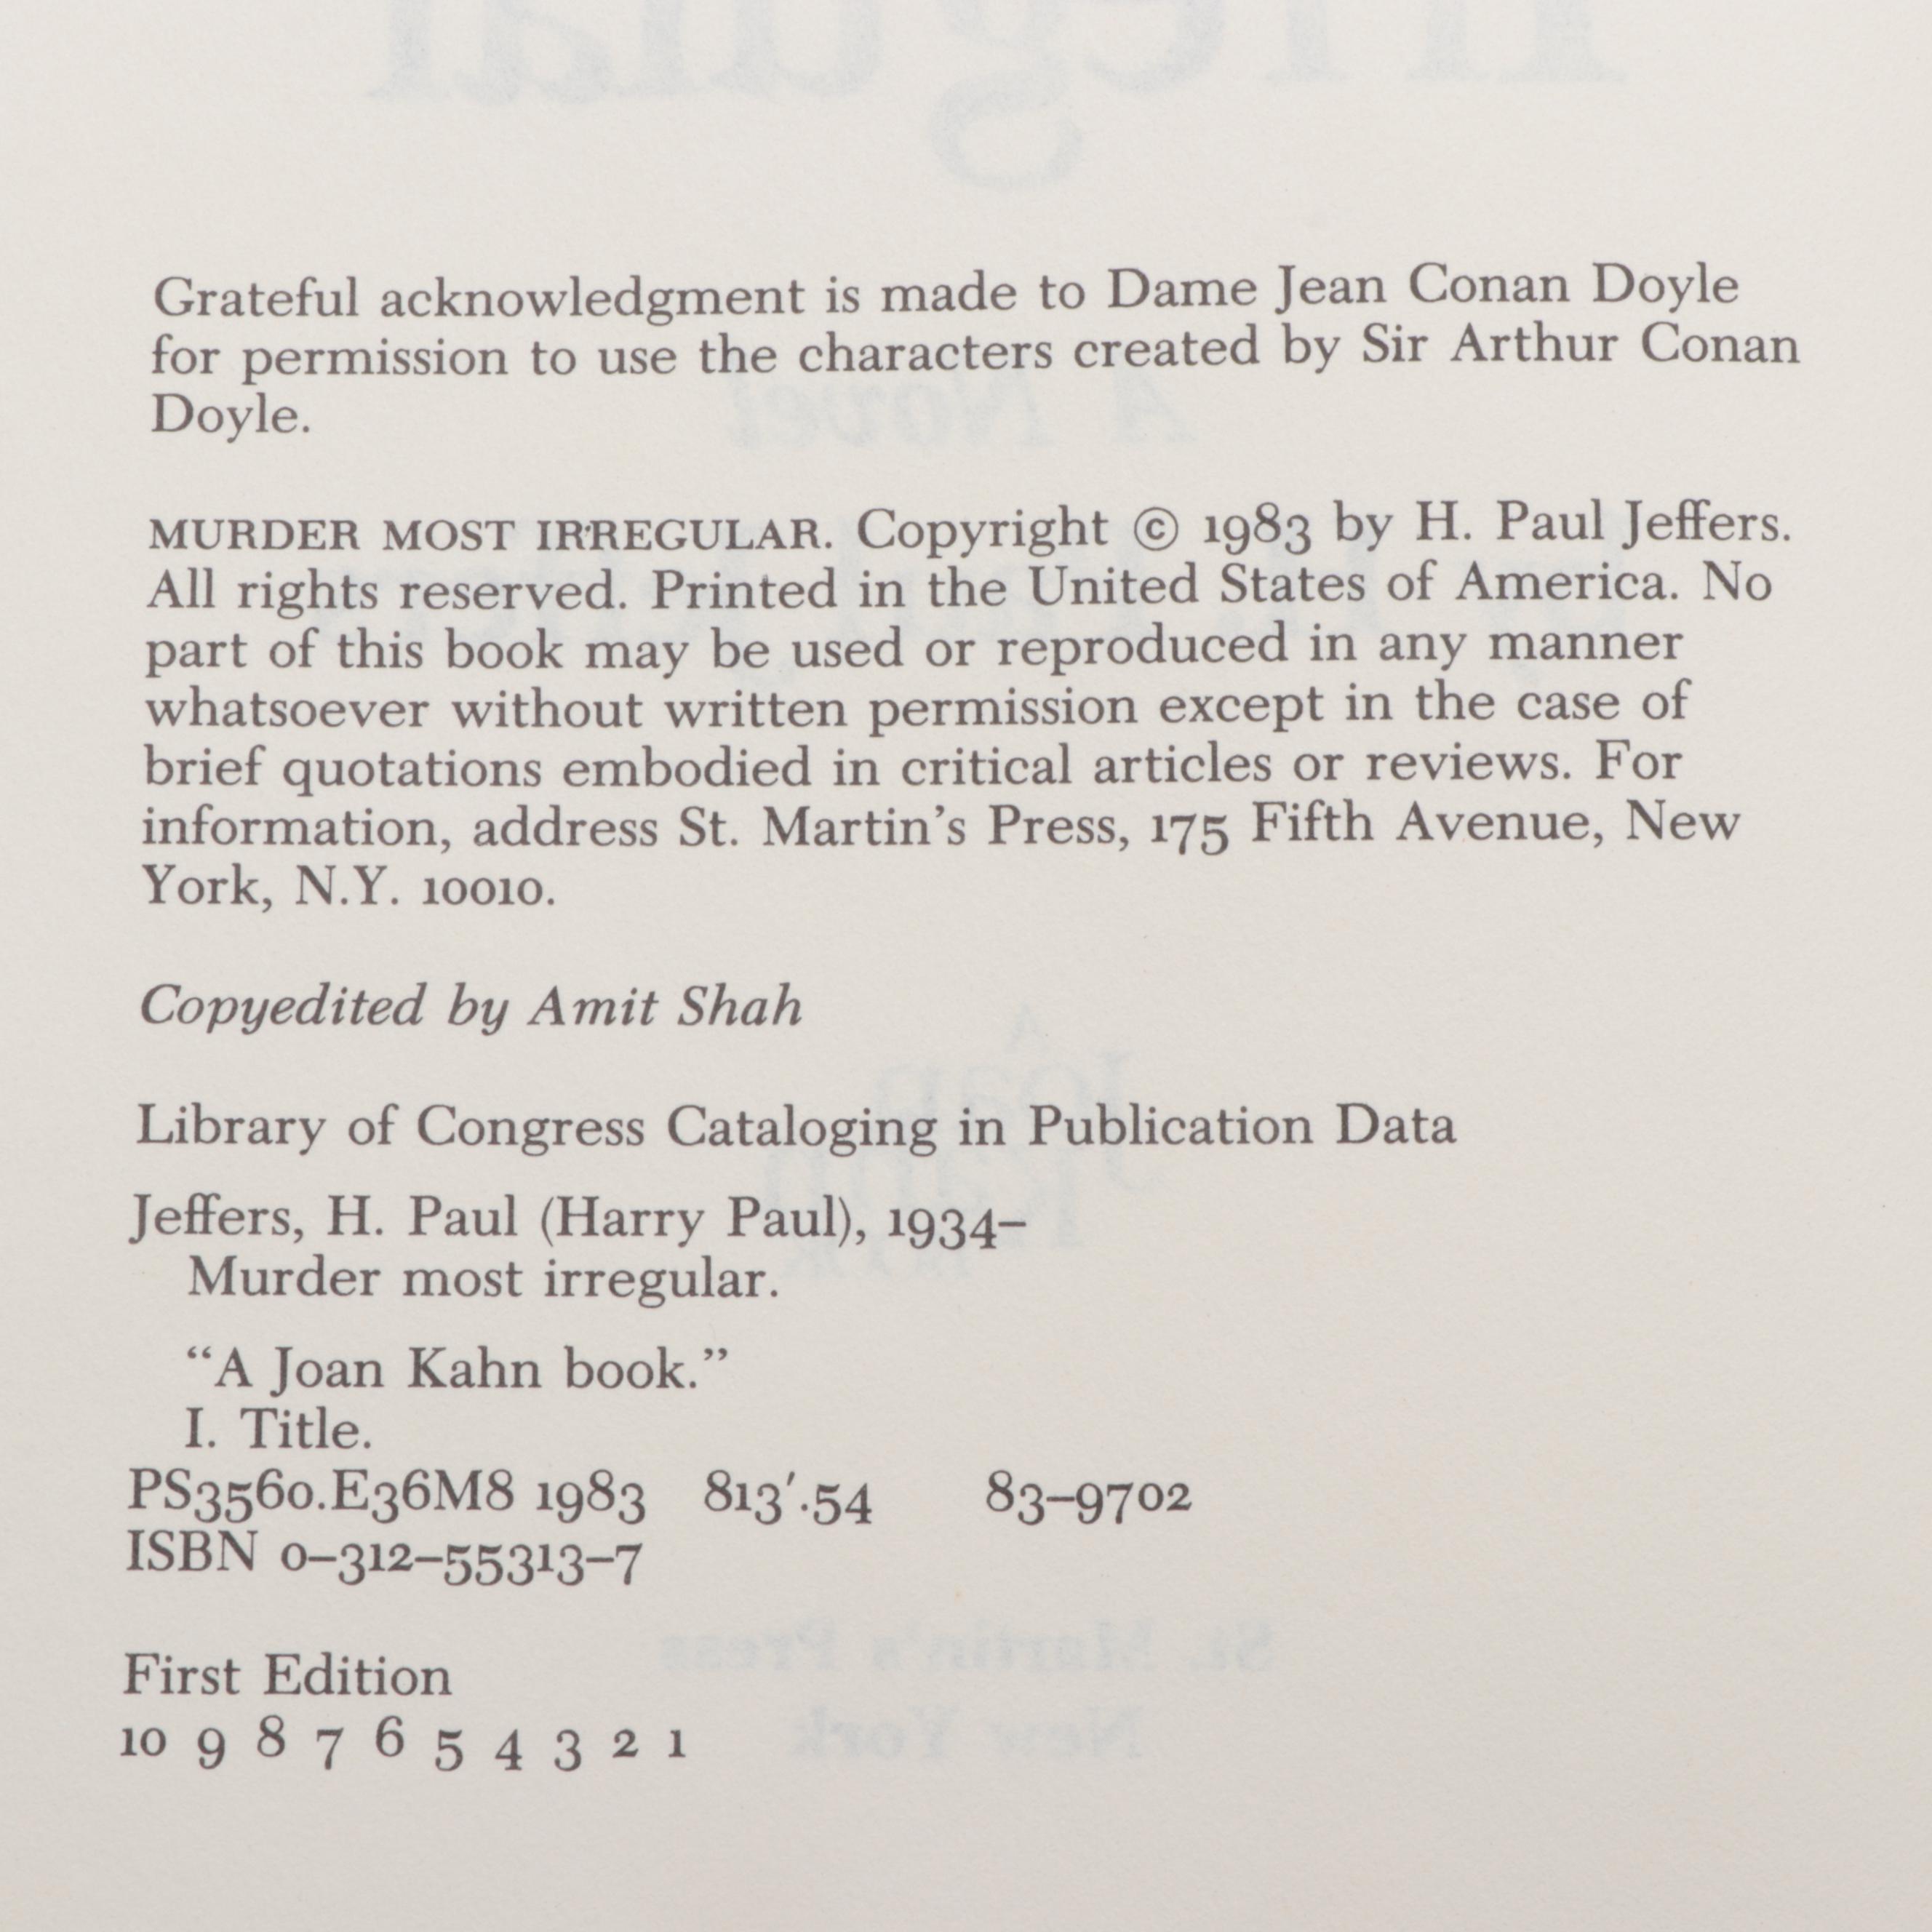 Grateful acknowledgment is made to Dame Jean Conan Doyle
for permission to use the characters created by Sir Arthur Conan
Doyle.
MURDER MOST IRREGULAR. Copyright © 1983 by H. Paul Jeffers.
All rights reserved. Printed in the United States of America. No
part of this book may be used or reproduced in any manner
whatsoever without written permission except in the case of
brief quotations embodied in critical articles or reviews. For
information, address St. Martin's Press, 175 Fifth Avenue, New
York, N.Y. 10010.
Copyedited by Amit Shah
Library of Congress Cataloging in Publication Data
Jeffers, H. Paul (Harry Paul), 1934–
Murder most irregular.
“A Joan Kahn book.”
I. Title.
PS3560.E36M8 1983 813′.54 83–9702
ISBN 0–312–55313–7
First Edition
10 9 8 7 6 5 4 3 2 1